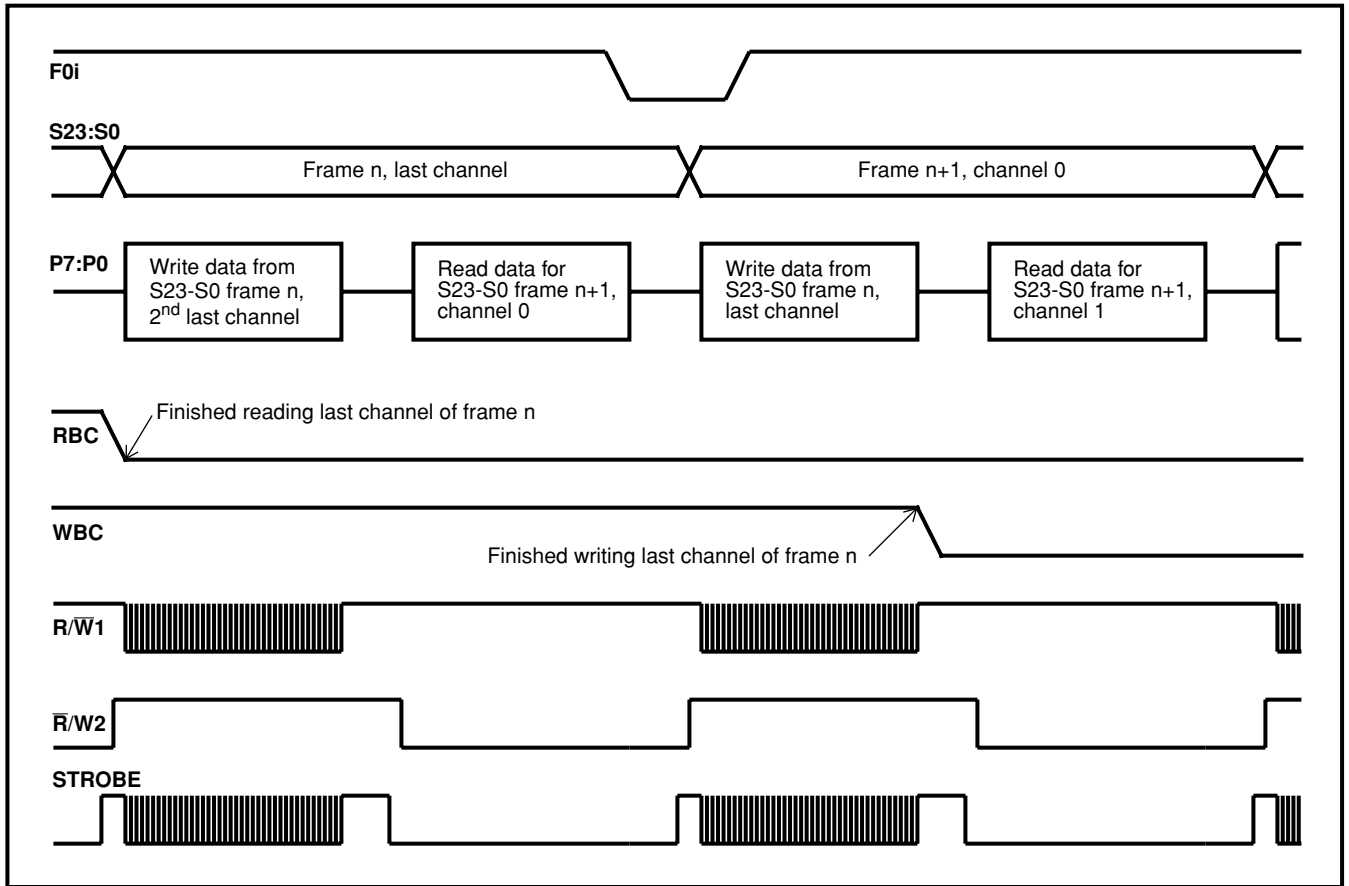 F0i
S23:S0
Frame n, last channel
Frame n+1, channel 0
P7:P0
Write data from
S23-S0 frame n,
2nd last channel
Read data for
S23-S0 frame n+1,
channel 0
Write data from
S23-S0 frame n,
last channel
Read data for
S23-S0 frame n+1,
channel 1
Finished reading last channel of frame n
RBC
WBC
Finished writing last channel of frame n
R/W̅1
R̅/W2
STROBE